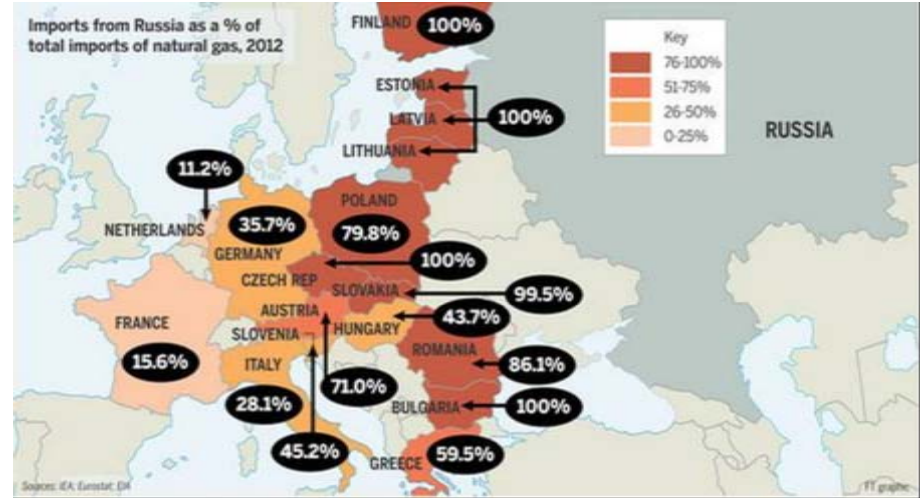 Imports from Russia as a % of
total imports of natural gas, 2012
FINLAND 100%
Key
76-100%
51-75%
26-50%
0-25%
ESTONIA
LATVIA
100%
LITHUANIA
RUSSIA
11.2%
NETHERLANDS
POLAND
79.8%
35.7%
GERMANY
CZECH REP
100%
SLOVAKIA
99.5%
AUSTRIA
43.7%
HUNGARY
SLOVENIA
FRANCE
15.6%
ITALY
28.1%
ROMANIA
86.1%
71.0%
BULGARIA
100%
45.2%
GREECE
59.5%
Sources: IEA; Eurostat; EIA
FT graphic